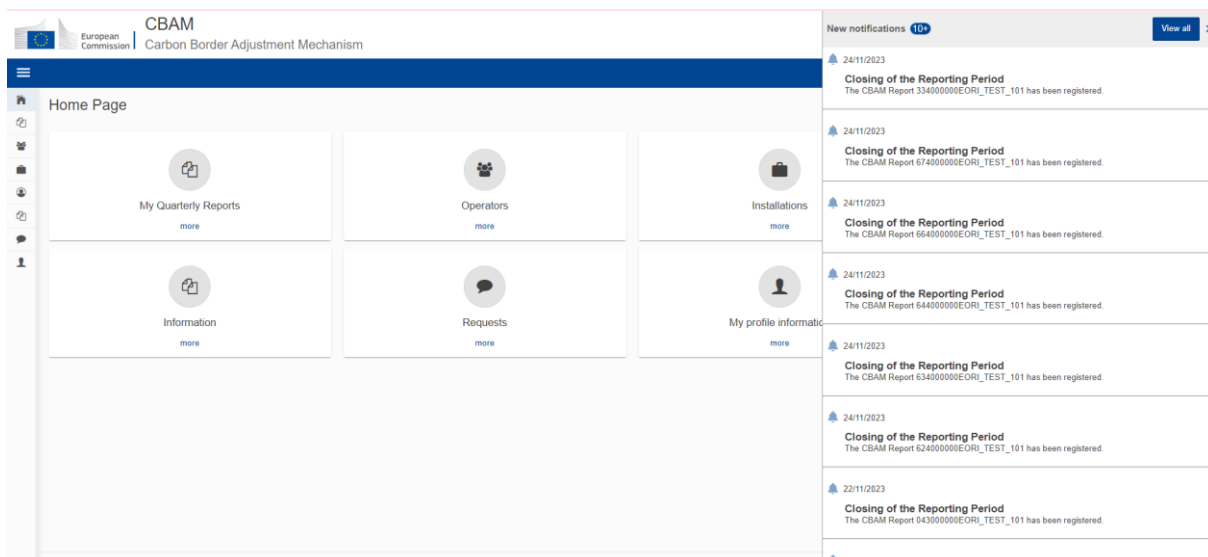 European
Commission
CBAM
Carbon Border Adjustment Mechanism
Home Page
My Quarterly Reports
more
Operators
more
Installations
more
Information
more
Requests
more
My profile informatio
more
New notifications 10+
View all
24/11/2023
Closing of the Reporting Period
The CBAM Report 334000000EORI_TEST_101 has been registered.
24/11/2023
Closing of the Reporting Period
The CBAM Report 674000000EORI_TEST_101 has been registered.
24/11/2023
Closing of the Reporting Period
The CBAM Report 664000000EORI_TEST_101 has been registered.
24/11/2023
Closing of the Reporting Period
The CBAM Report 644000000EORI_TEST_101 has been registered.
24/11/2023
Closing of the Reporting Period
The CBAM Report 634000000EORI_TEST_101 has been registered.
24/11/2023
Closing of the Reporting Period
The CBAM Report 624000000EORI_TEST_101 has been registered.
22/11/2023
Closing of the Reporting Period
The CBAM Report 043000000EORI_TEST_101 has been registered.